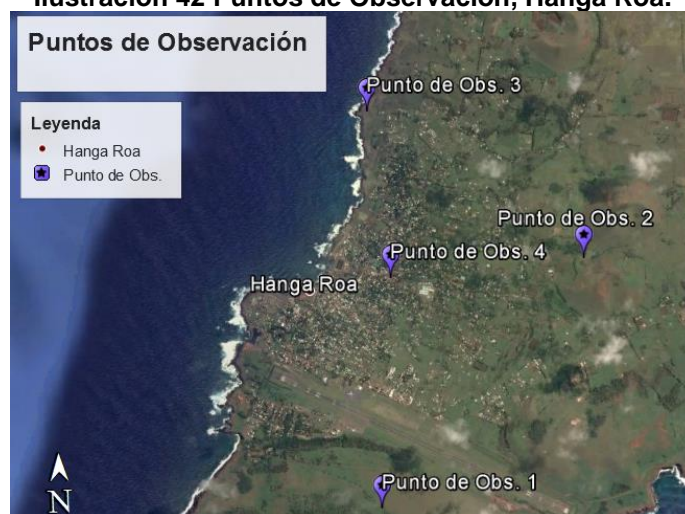 Ilustración 42 Puntos de Observación, Hanga Roa.
Puntos de Observación
Leyenda
Hanga Roa
Punto de Obs.
Punto de Obs. 3
Punto de Obs. 2
Punto de Obs. 4
Hanga Roa
Punto de Obs. 1
N